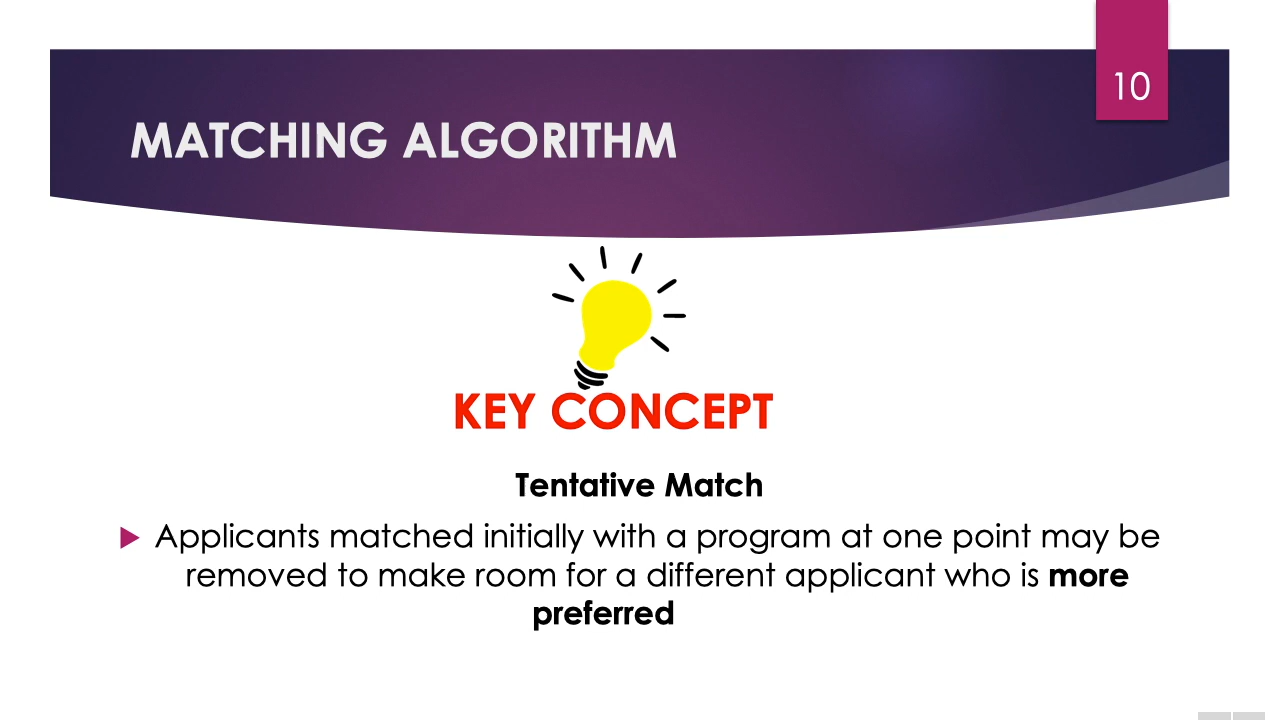 10
MATCHING ALGORITHM
KEY CONCEPT
Tentative Match
Applicants matched initially with a program at one point may be
removed to make room for a different applicant who is more
preferred